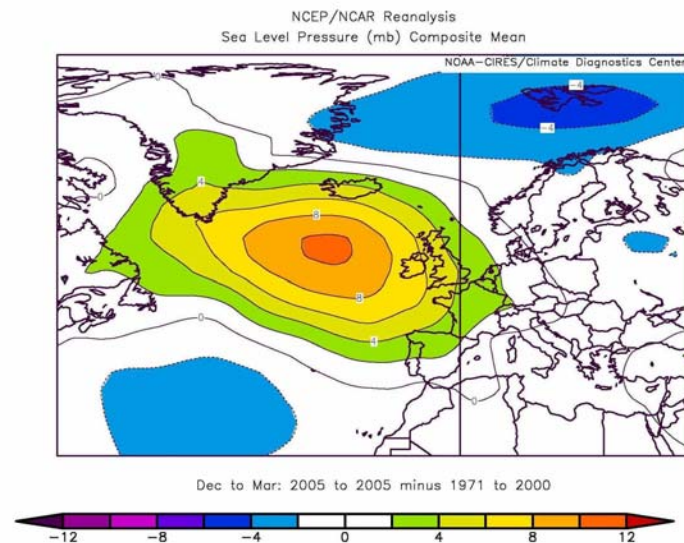 NCEP/NCAR Reanalysis
Sea Level Pressure (mb) Composite Mean
NOAA-CIRES/Climate Diagnostics Center
0
-4
-4
4
0
8
8
0
4
0
0
Dec to Mar: 2005 to 2005 minus 1971 to 2000
-12 -8 -4 0 4 8 12